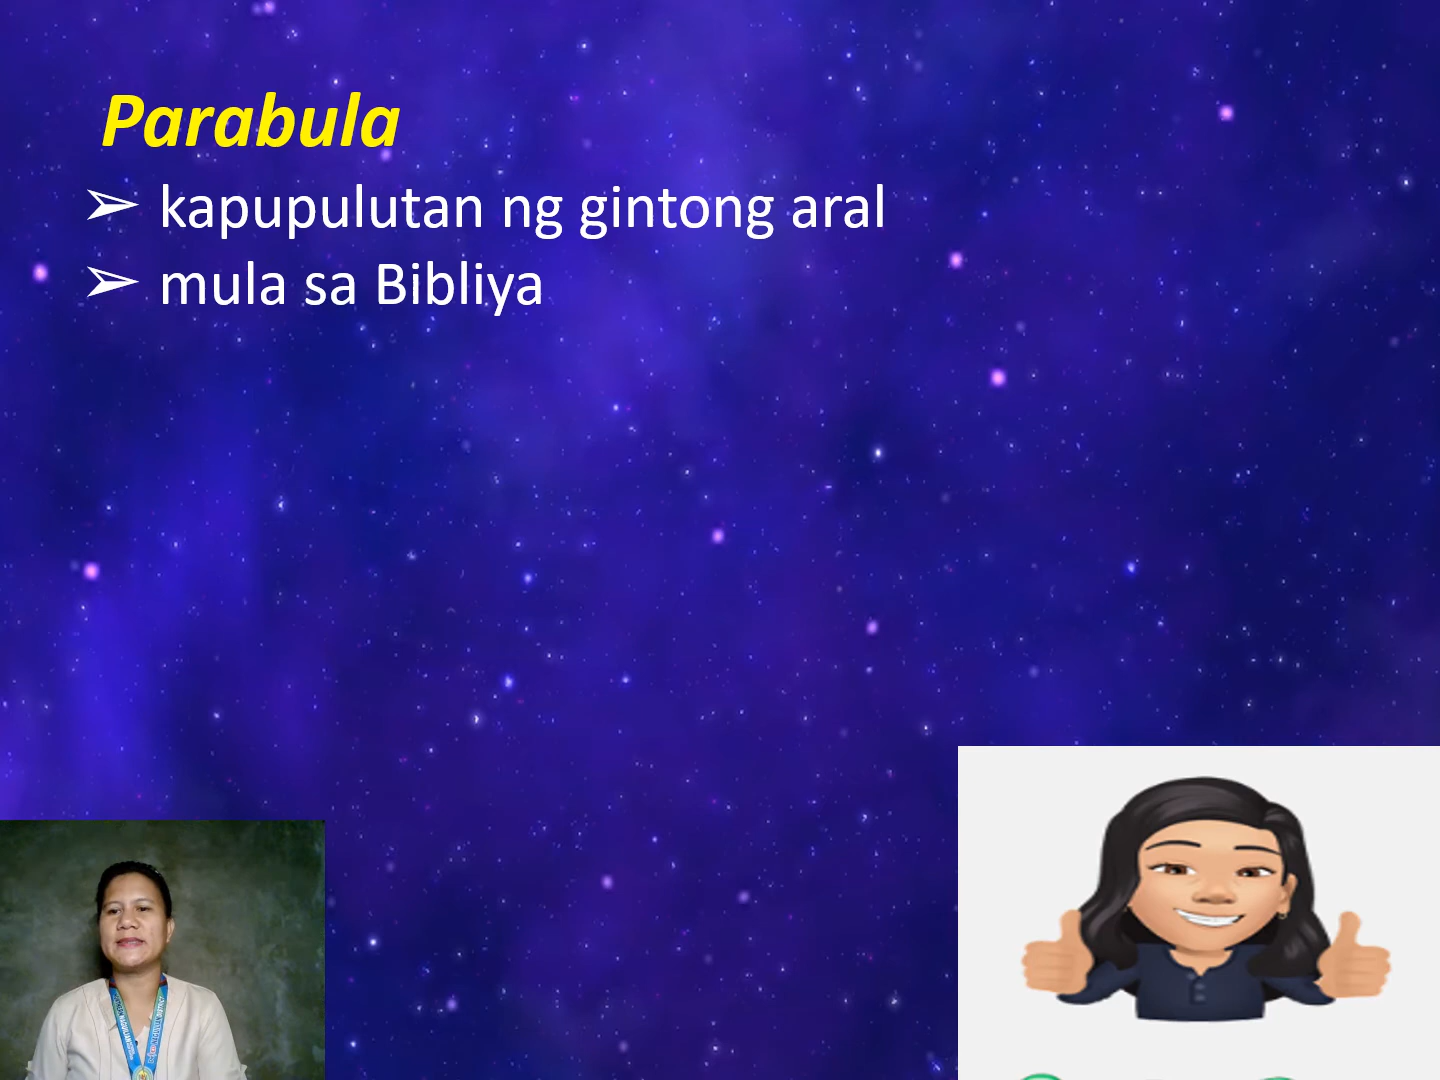 Parabula
➢ kapupulutan ng gintong aral
➢ mula sa Bibliya